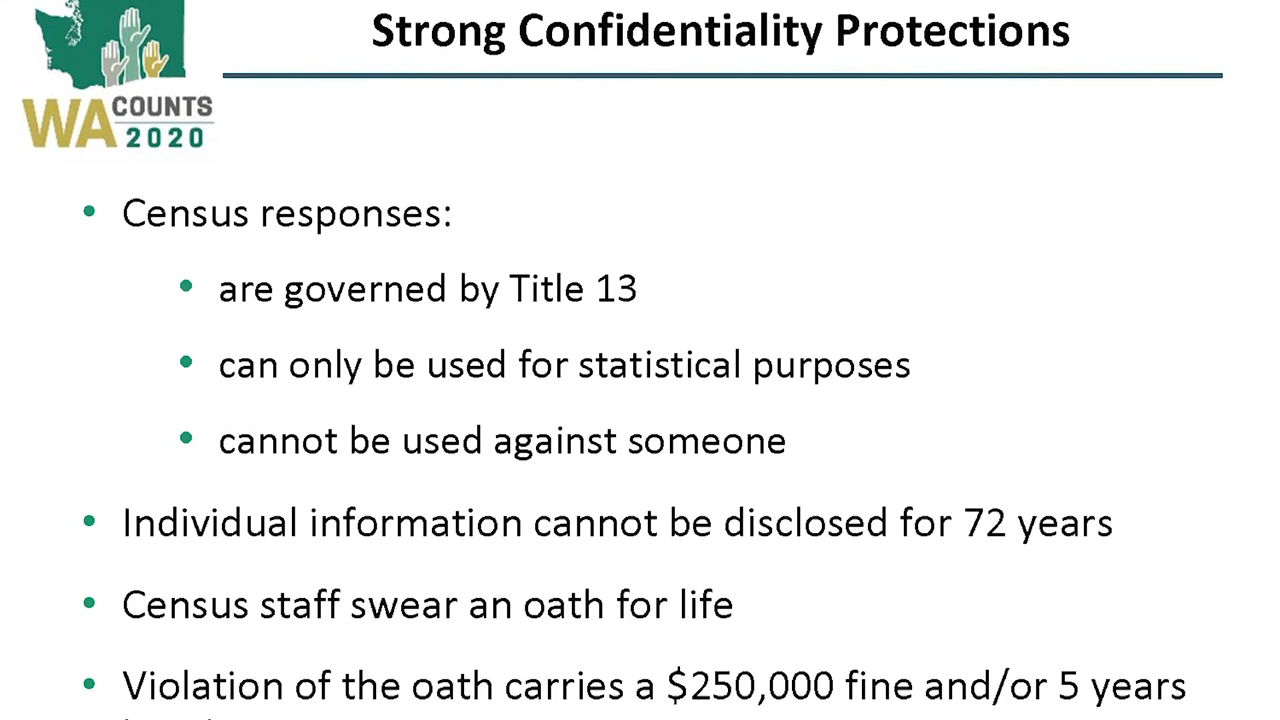 Strong Confidentiality Protections
WA COUNTS
2020
• Census responses:
• are governed by Title 13
• can only be used for statistical purposes
• cannot be used against someone
• Individual information cannot be disclosed for 72 years
• Census staff swear an oath for life
• Violation of the oath carries a $250,000 fine and/or 5 years